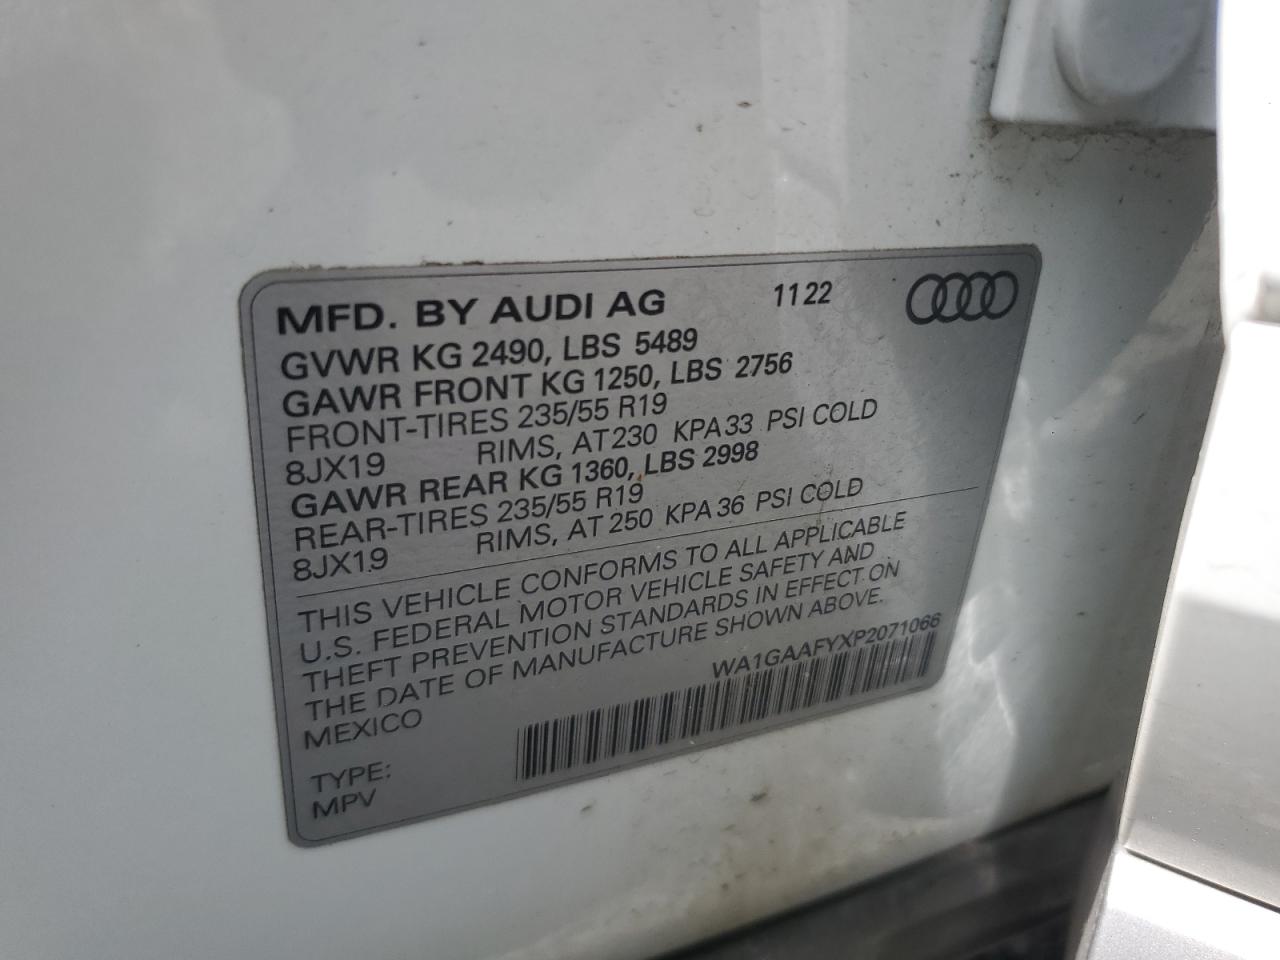 MFD. BY AUDI AG 1122
GVWR KG 2490, LBS 5489
GAWR FRONT KG 1250, LBS 2756
FRONT-TIRES 235/55 R19
8JX19 RIMS, AT 230 KPA 33 PSI COLD
GAWR REAR KG 1360, LBS 2998
REAR-TIRES 235/55 R19
8JX19 RIMS, AT 250 KPA 36 PSI COLD
THIS VEHICLE CONFORMS TO ALL APPLICABLE
U.S. FEDERAL MOTOR VEHICLE SAFETY AND
THEFT PREVENTION STANDARDS IN EFFECT ON
THE DATE OF MANUFACTURE SHOWN ABOVE.
MEXICO WA1GAAFYXP2071066
TYPE:
MPV